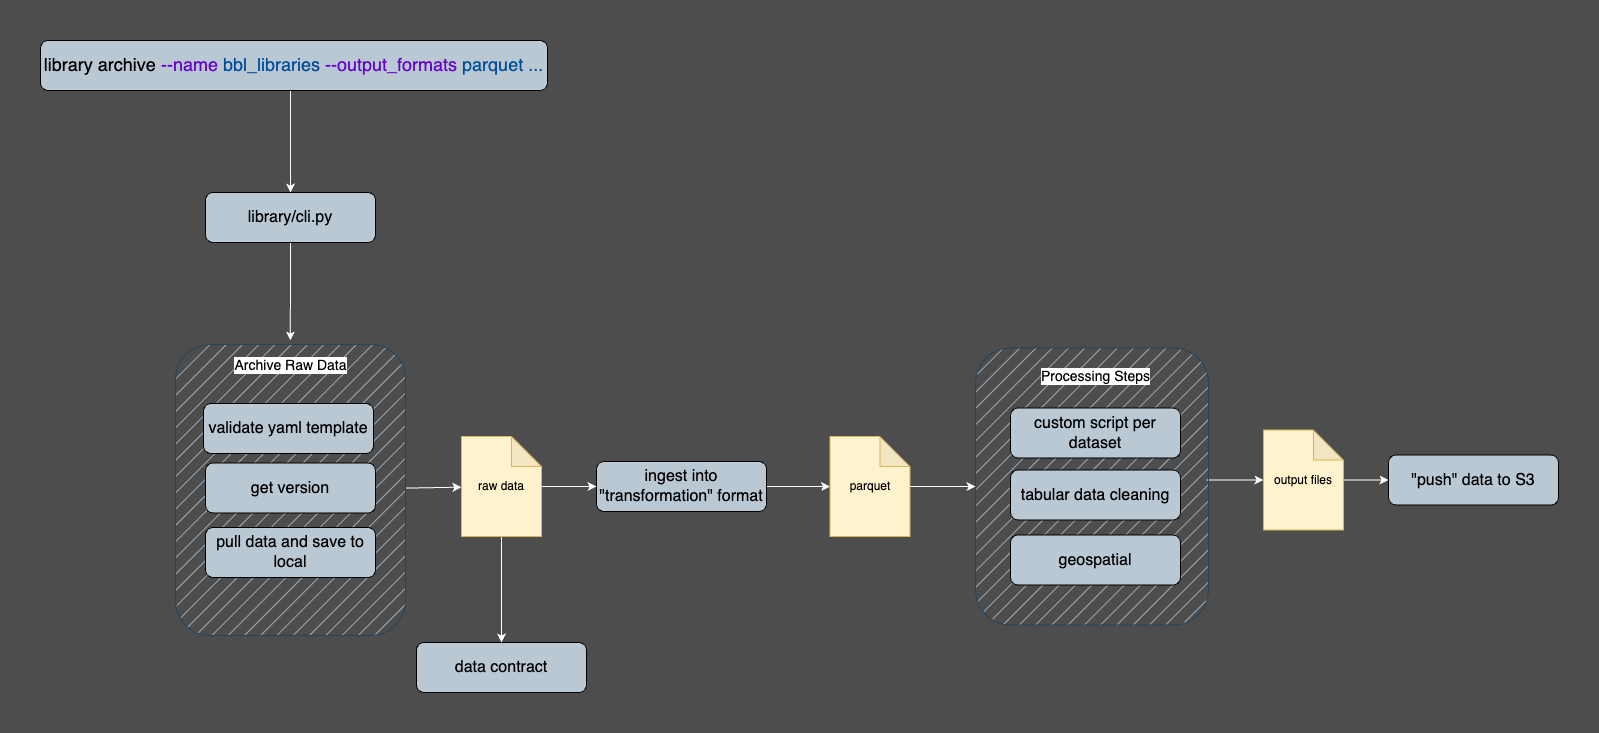 library archive --name bbl_libraries --output_formats parquet ...
library/cli.py
Archive Raw Data
validate yaml template
get version
pull data and save to
local
raw data
data contract
ingest into
"transformation" format
parquet
Processing Steps
custom script per
dataset
tabular data cleaning
geospatial
output files
"push" data to S3